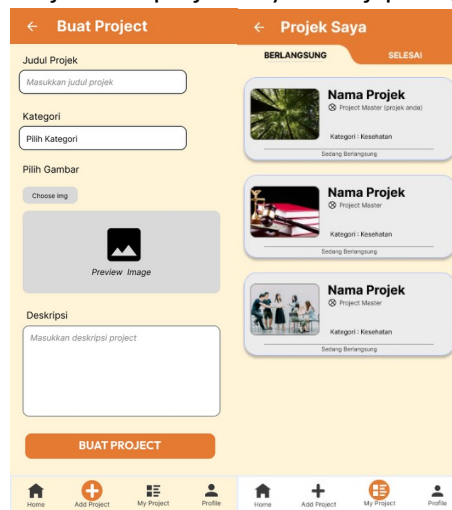 Buat Project
Judul Projek
Masukkan judul projek
Kategori
Pilih Kategori
Pilih Gambar
Choose img
Preview Image
Deskripsi
Masukkan deskripsi project
BUAT PROJECT
Home
Add Project
My Project
Profile
Projek Saya
BERLANGSUNG
SELESAI
Nama Projek
Project Master (projek anda)
Kategori : Kesehatan
Sedang Berlangsung
Nama Projek
Project Master
Kategori : Kesehatan
Sedang Berlangsung
Nama Projek
Project Master
Kategori : Kesehatan
Sedang Berlangsung
Home
Add Project
My Project
Profile